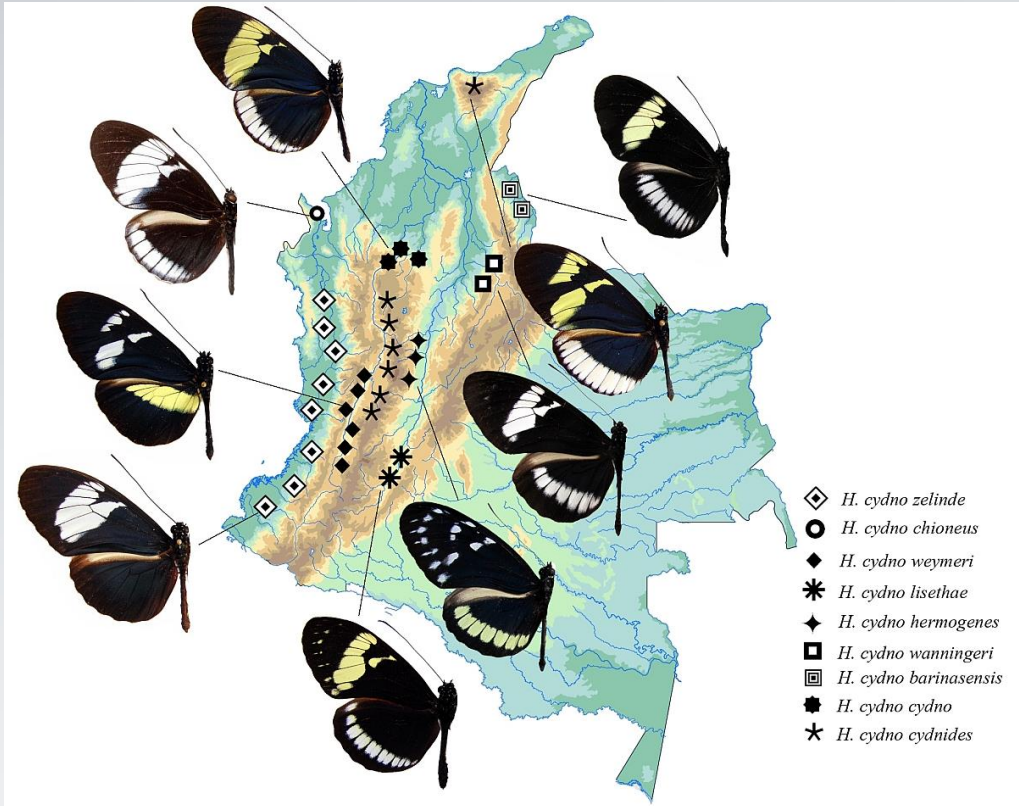 H. cydno zelinde
H. cydno chioneus
H. cydno weymeri
H. cydno lisethae
H. cydno hermogenes
H. cydno wanningeri
H. cydno barinasensis
H. cydno cydno
H. cydno cydnides